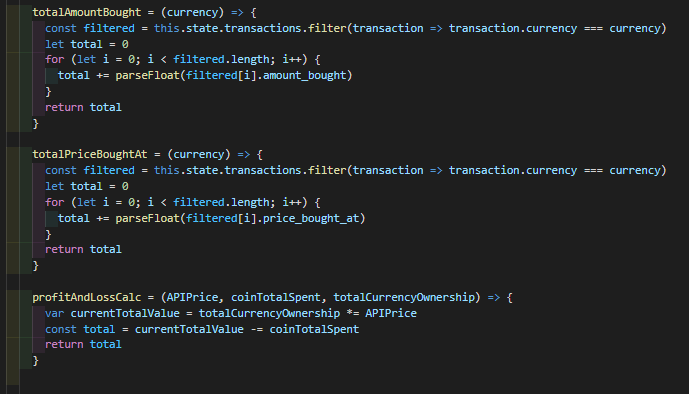 totalAmountBought = (currency) => {
const filtered = this.state.transactions.filter(transaction => transaction.currency === currency)
let total = 0
for (let i = 0; i < filtered.length; i++) {
total += parseFloat(filtered[i].amount_bought)
}
return total
}
totalPriceBoughtAt = (currency) => {
const filtered = this.state.transactions.filter(transaction => transaction.currency === currency)
let total = 0
for (let i = 0; i < filtered.length; i++) {
total += parseFloat(filtered[i].price_bought_at)
}
return total
}
profitAndLossCalc = (APIPrice, coinTotalSpent, totalCurrencyOwnership) => {
var currentTotalValue = totalCurrencyOwnership *= APIPrice
const total = currentTotalValue -= coinTotalSpent
return total
}